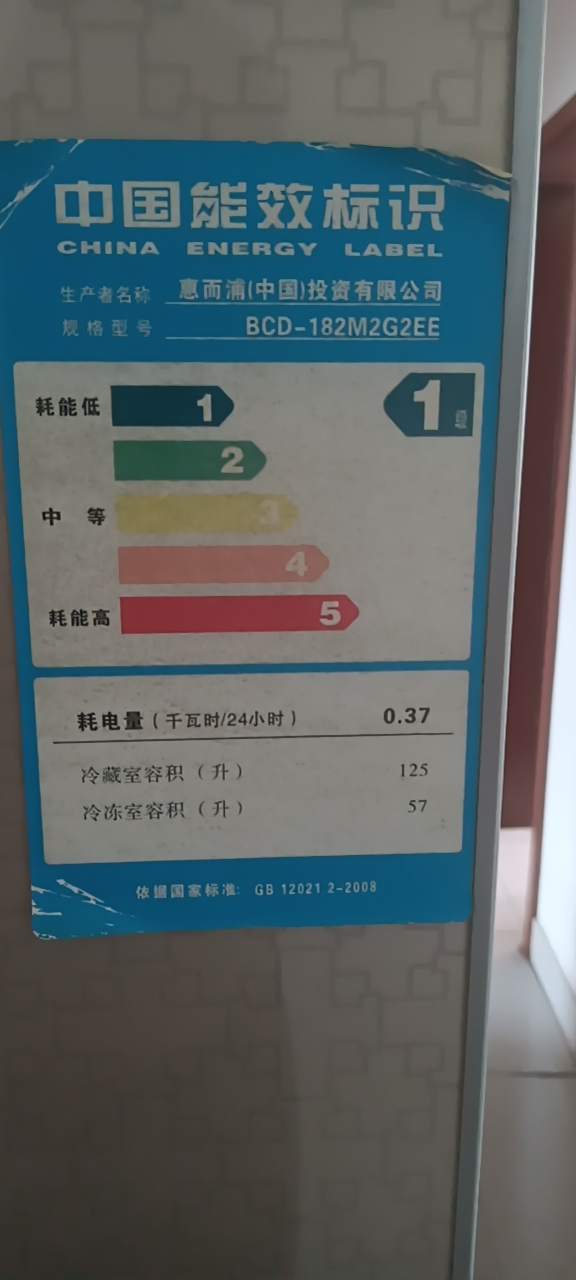 中国能效标识
CHINA ENERGY LABEL
生产者名称 惠而浦(中国)投资有限公司
规格型号 BCD-182M2G2EE
耗能低 1 1级
2
中等 3
4
耗能高 5
耗电量（千瓦时/24小时） 0.37
冷藏室容积（升） 125
冷冻室容积（升） 57
依据国家标准: GB 12021 2-2008